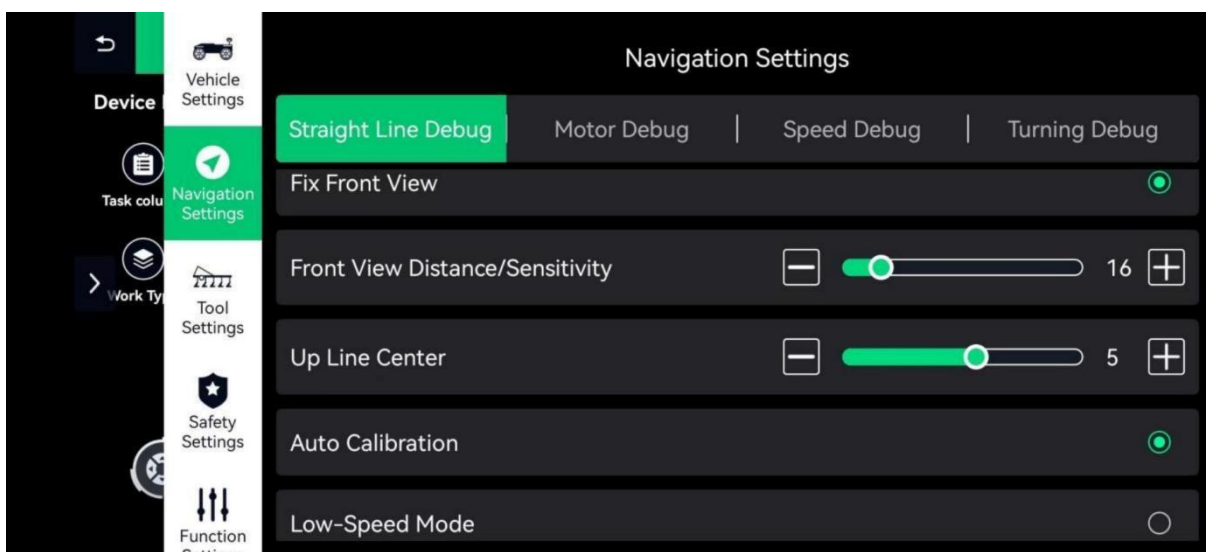 Navigation Settings
Vehicle
Settings
Device
Straight Line Debug
Motor Debug
Speed Debug
Turning Debug
Task colu
Navigation
Settings
Fix Front View
Front View Distance/Sensitivity
16
Work Ty
Tool
Settings
Up Line Center
5
Safety
Settings
Auto Calibration
Function
Low-Speed Mode